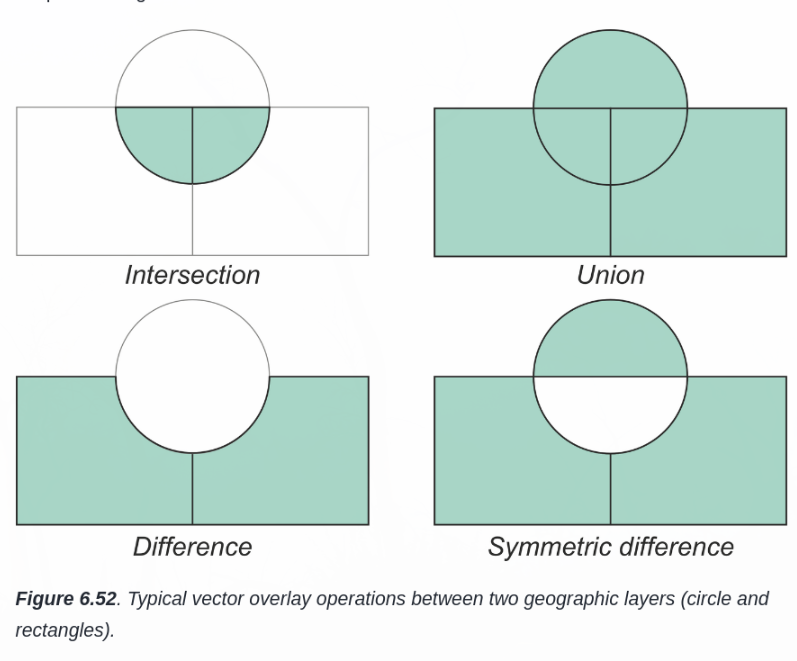 Intersection
Union
Difference
Symmetric difference
Figure 6.52. Typical vector overlay operations between two geographic layers (circle and
rectangles).